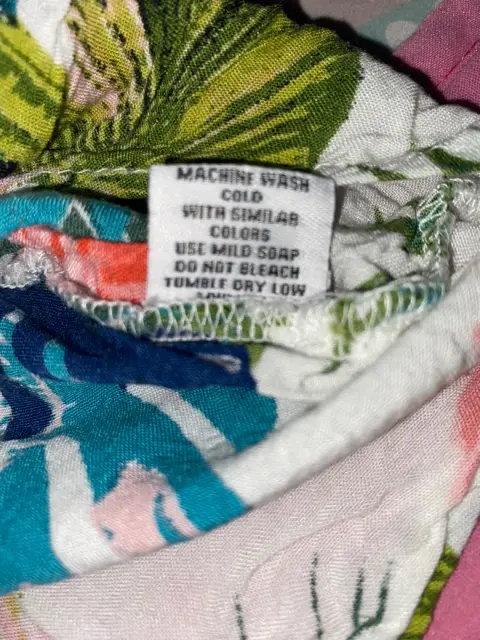 MACHINE WASH
COLD
WITH SIMILAR
COLORS
USE MILD SOAP
DO NOT BLEACH
TUMBLE DRY LOW